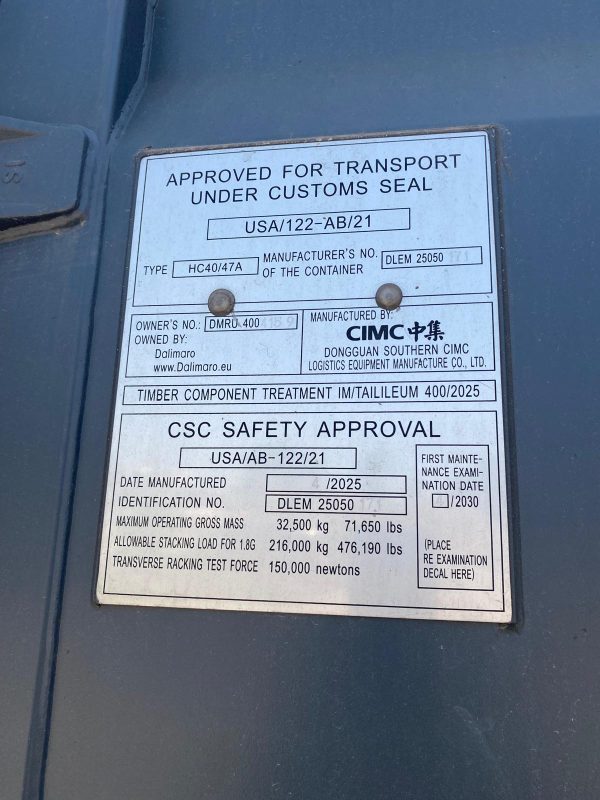 APPROVED FOR TRANSPORT
UNDER CUSTOMS SEAL
USA/122-AB/21
TYPE HC40/47A MANUFACTURER'S NO. OF THE CONTAINER DLEM 25050 171
OWNER'S NO.: DMRU 400
OWNED BY:
Dalimaro
www.Dalimaro.eu
MANUFACTURED BY:
CIMC中集
DONGGUAN SOUTHERN CIMC
LOGISTICS EQUIPMENT MANUFACTURE CO., LTD.
TIMBER COMPONENT TREATMENT IM/TAILILEUM 400/2025
CSC SAFETY APPROVAL
USA/AB-122/21
DATE MANUFACTURED 4 /2025
IDENTIFICATION NO. DLEM 25050 171
MAXIMUM OPERATING GROSS MASS 32,500 kg 71,650 lbs
ALLOWABLE STACKING LOAD FOR 1.8G 216,000 kg 476,190 lbs
TRANSVERSE RACKING TEST FORCE 150,000 newtons
FIRST MAINTE-
NANCE EXAMI-
NATION DATE
4 /2030
(PLACE
RE EXAMINATION
DECAL HERE)